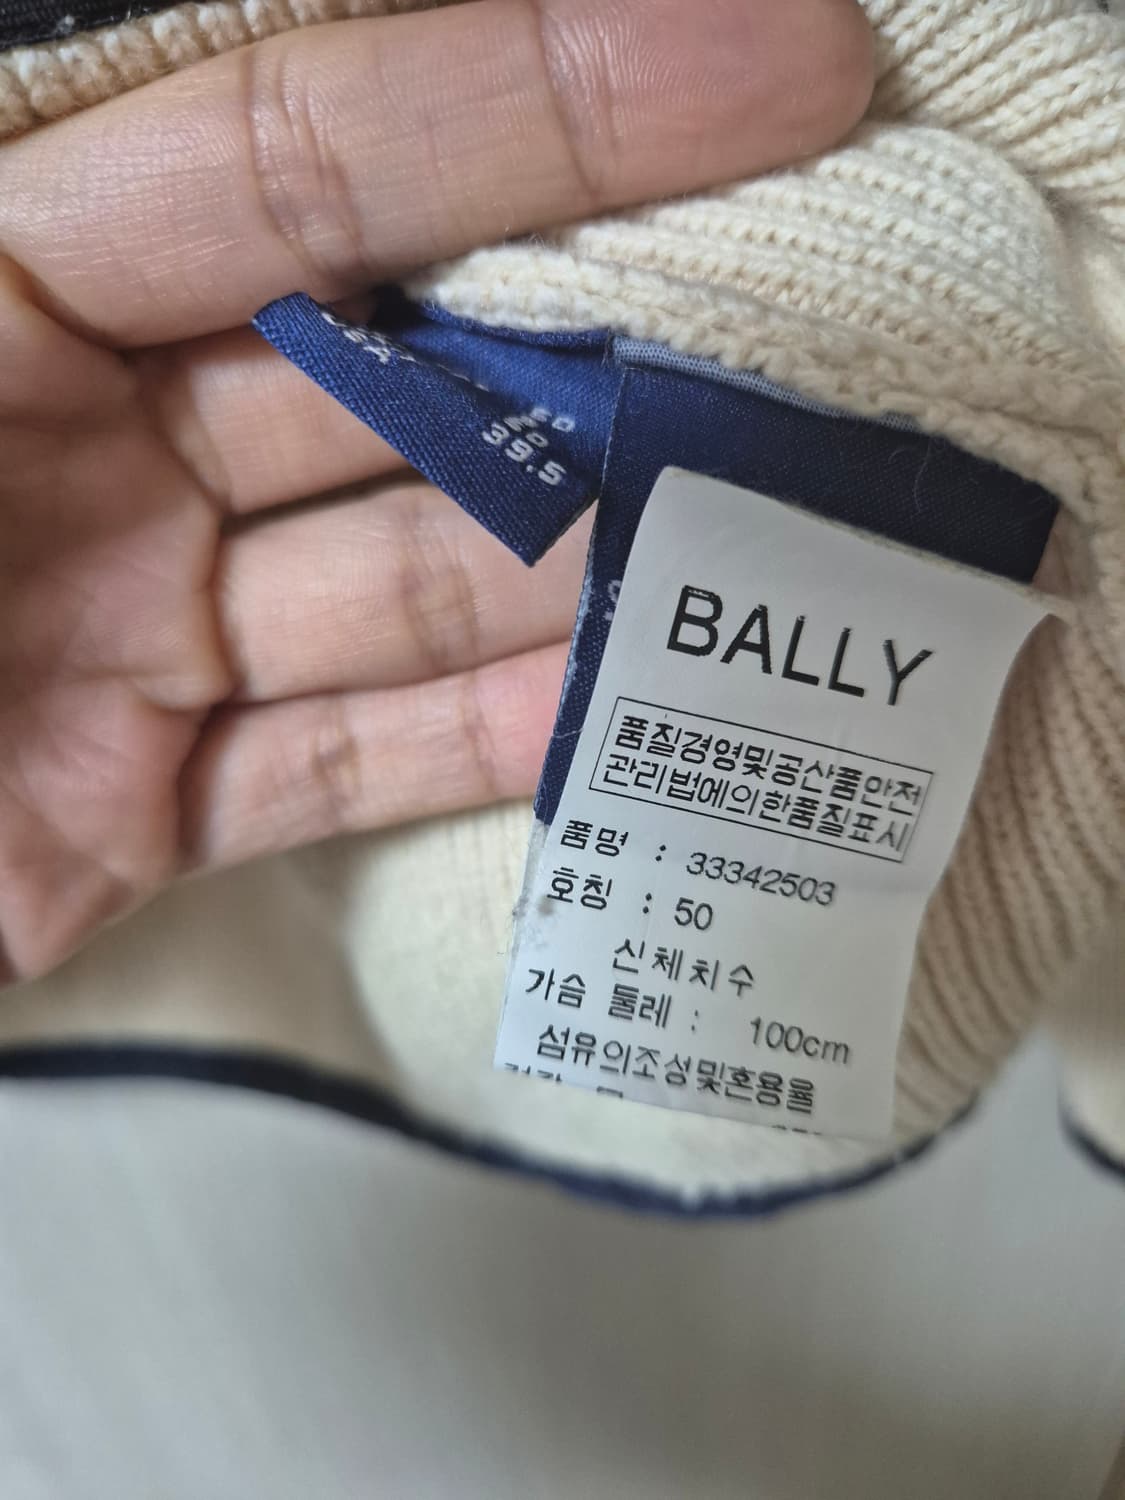 USA
50
39.5
BALLY
품질경영및공산품안전
관리법에의한품질표시
품명 : 33342503
호칭 : 50
신체치수
가슴 둘레 : 100cm
섬유의조성및혼용율